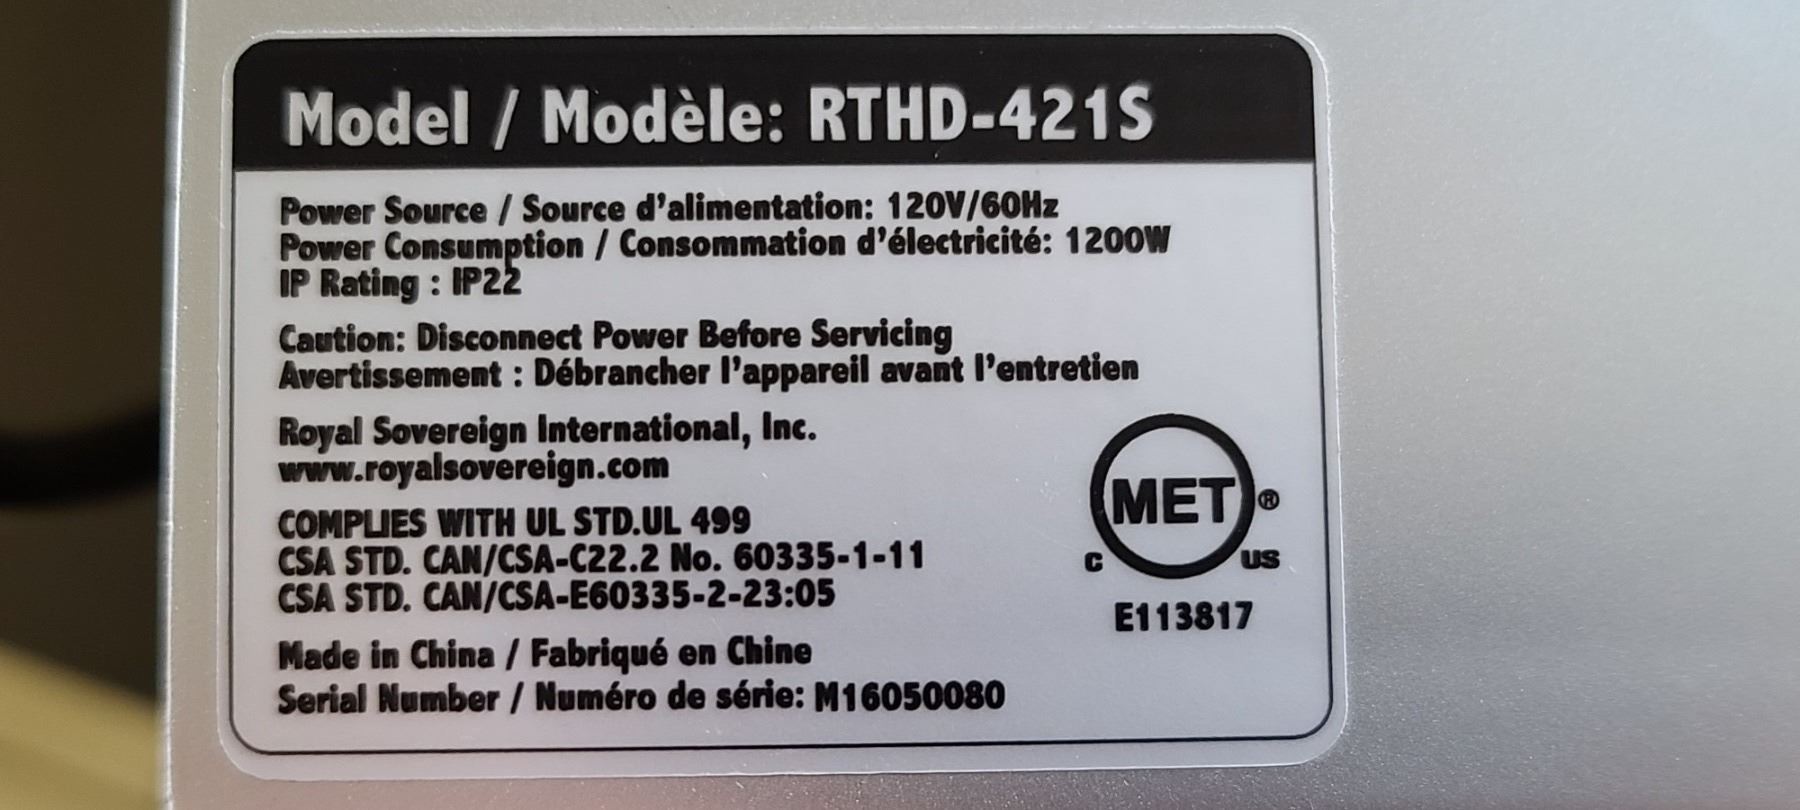 Model / Modèle: RTHD-421S
Power Source / Source d'alimentation: 120V/60Hz
Power Consumption / Consommation d'électricité: 1200W
IP Rating : IP22
Caution: Disconnect Power Before Servicing
Avertissement : Débrancher l'appareil avant l'entretien
Royal Sovereign International, Inc.
www.royalsovereign.com
COMPLIES WITH UL STD.UL 499
CSA STD. CAN/CSA-C22.2 No. 60335-1-11
CSA STD. CAN/CSA-E60335-2-23:05
MET®
C US
E113817
Made in China / Fabriqué en Chine
Serial Number / Numéro de série: M16050080